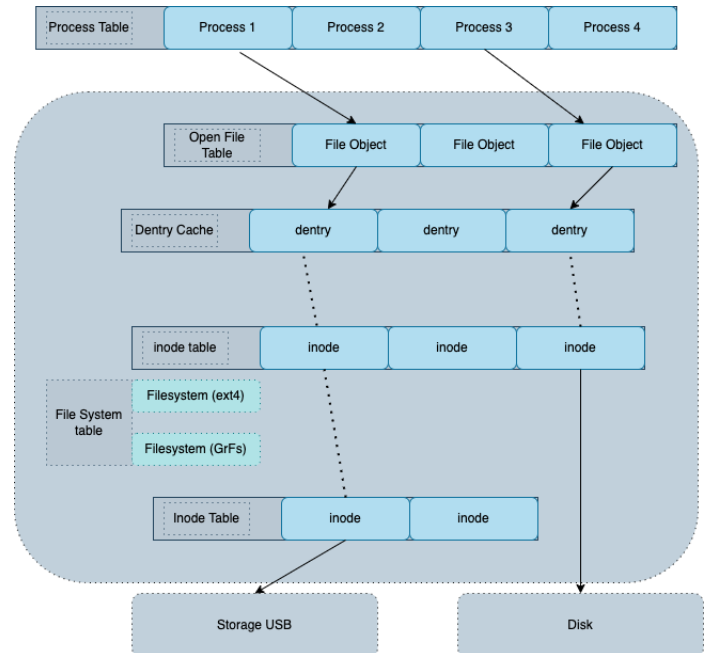 Process Table
Process 1
Process 2
Process 3
Process 4
Open File
Table
File Object
File Object
File Object
Dentry Cache
dentry
dentry
dentry
inode table
inode
inode
inode
File System
table
Filesystem (ext4)
Filesystem (GrFs)
Inode Table
inode
inode
Storage USB
Disk